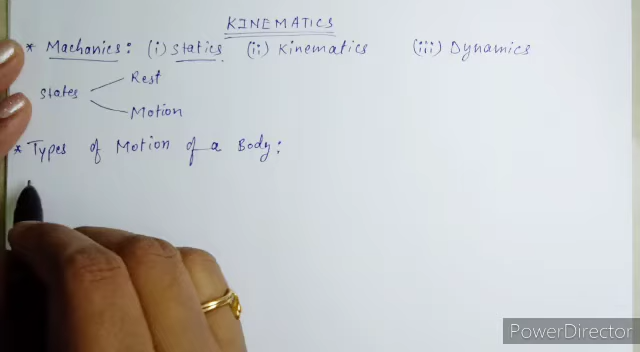 KINEMATICS
* Mechanics: (i) Statics (ii) Kinematics (iii) Dynamics
States Rest
Motion
* Types of Motion of a Body:
PowerDirector